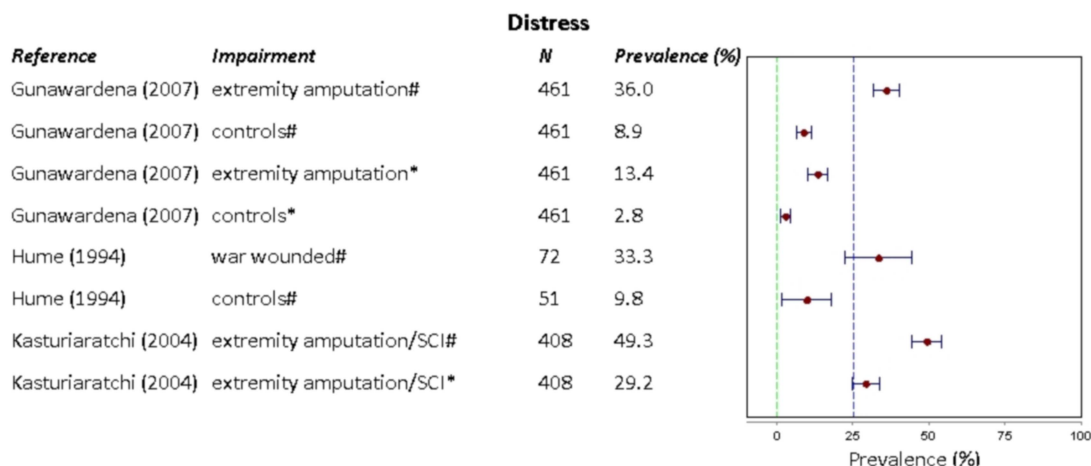 Distress
Reference Impairment N Prevalence (%)
Gunawardena (2007) extremity amputation# 461 36.0
Gunawardena (2007) controls# 461 8.9
Gunawardena (2007) extremity amputation* 461 13.4
Gunawardena (2007) controls* 461 2.8
Hume (1994) war wounded# 72 33.3
Hume (1994) controls# 51 9.8
Kasturiaratchi (2004) extremity amputation/SCI# 408 49.3
Kasturiaratchi (2004) extremity amputation/SCI* 408 29.2
0 25 50 75 100
Prevalence (%)